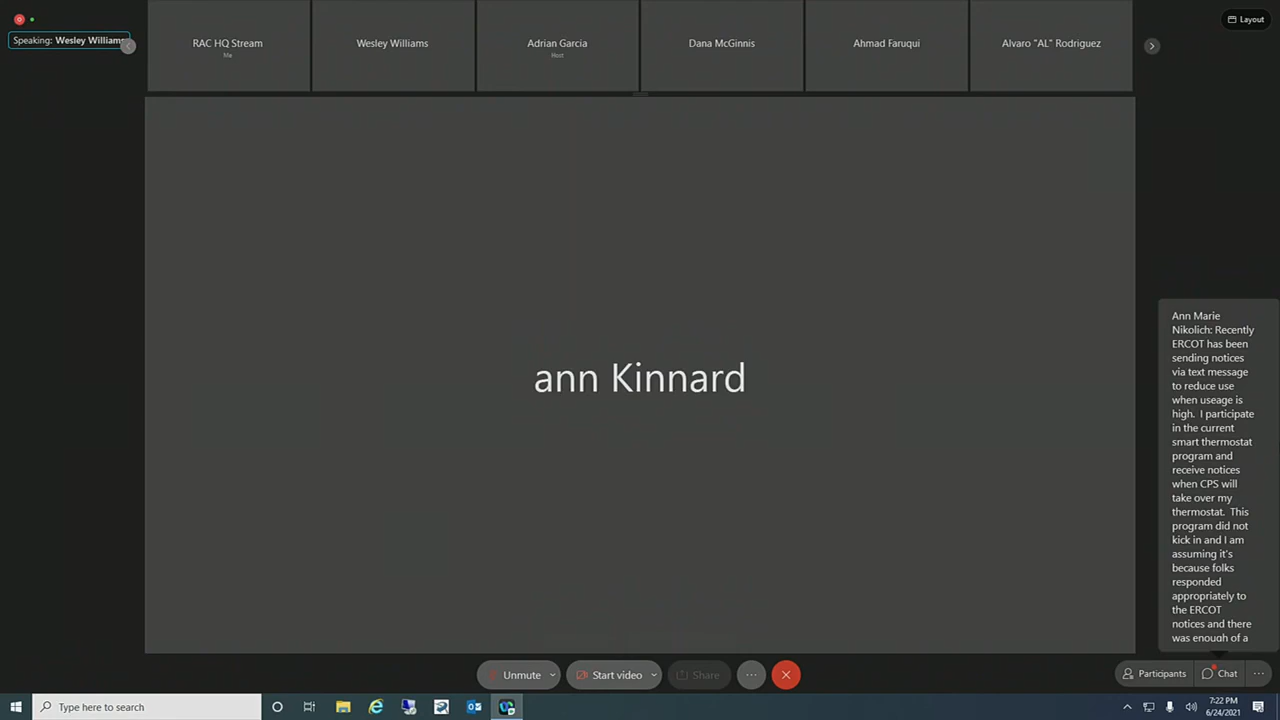 Layout
Speaking: Wesley Williams
RAC HQ Stream
Me
Wesley Williams
Adrian Garcia
Host
Dana McGinnis
Ahmad Faruqui
Alvaro "AL" Rodriguez
ann Kinnard
Ann Marie
Nikolich: Recently
ERCOT has been
sending notices
via text message
to reduce use
when useage is
high. I participate
in the current
smart thermostat
program and
receive notices
when CPS will
take over my
thermostat. This
program did not
kick in and I am
assuming it's
because folks
responded
appropriately to
the ERCOT
notices and there
was enough of a
Unmute
Start video
Share
Participants
Chat
Type here to search
7:22 PM
6/24/2021